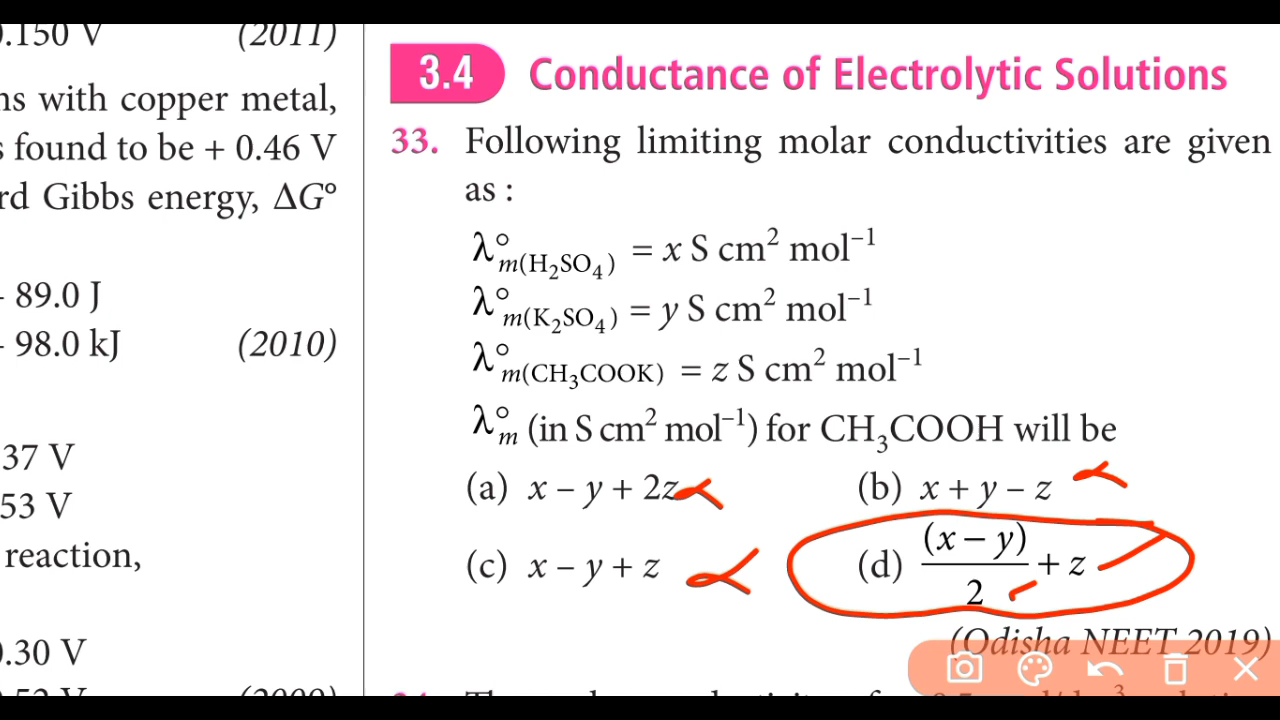 0.150 V (2011)
ns with copper metal,
s found to be + 0.46 V
rd Gibbs energy, ΔG°
– 89.0 J
– 98.0 kJ (2010)
37 V
53 V
reaction,
0.30 V
3.4 Conductance of Electrolytic Solutions
33. Following limiting molar conductivities are given
as :
λ°m(H₂SO₄) = x S cm² mol⁻¹
λ°m(K₂SO₄) = y S cm² mol⁻¹
λ°m(CH₃COOK) = z S cm² mol⁻¹
λ°m (in S cm² mol⁻¹) for CH₃COOH will be
(a) x – y + 2z (b) x + y – z
(c) x – y + z (d) (x – y)/2 + z
(Odisha NEET 2019)